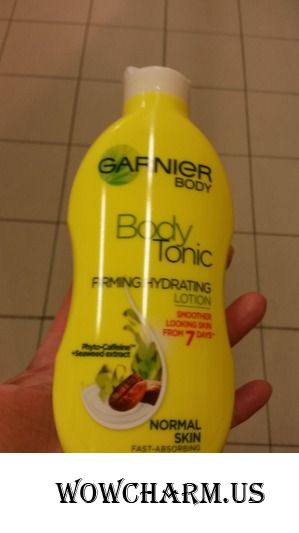 GARNIER
BODY
Body
Tonic
FIRMING HYDRATING
LOTION
SMOOTHER
LOOKING SKIN
FROM 7 DAYS*
Phyto-Caffeine™
+Seaweed extract
NORMAL
SKIN
FAST-ABSORBING
WOWCHARM.US